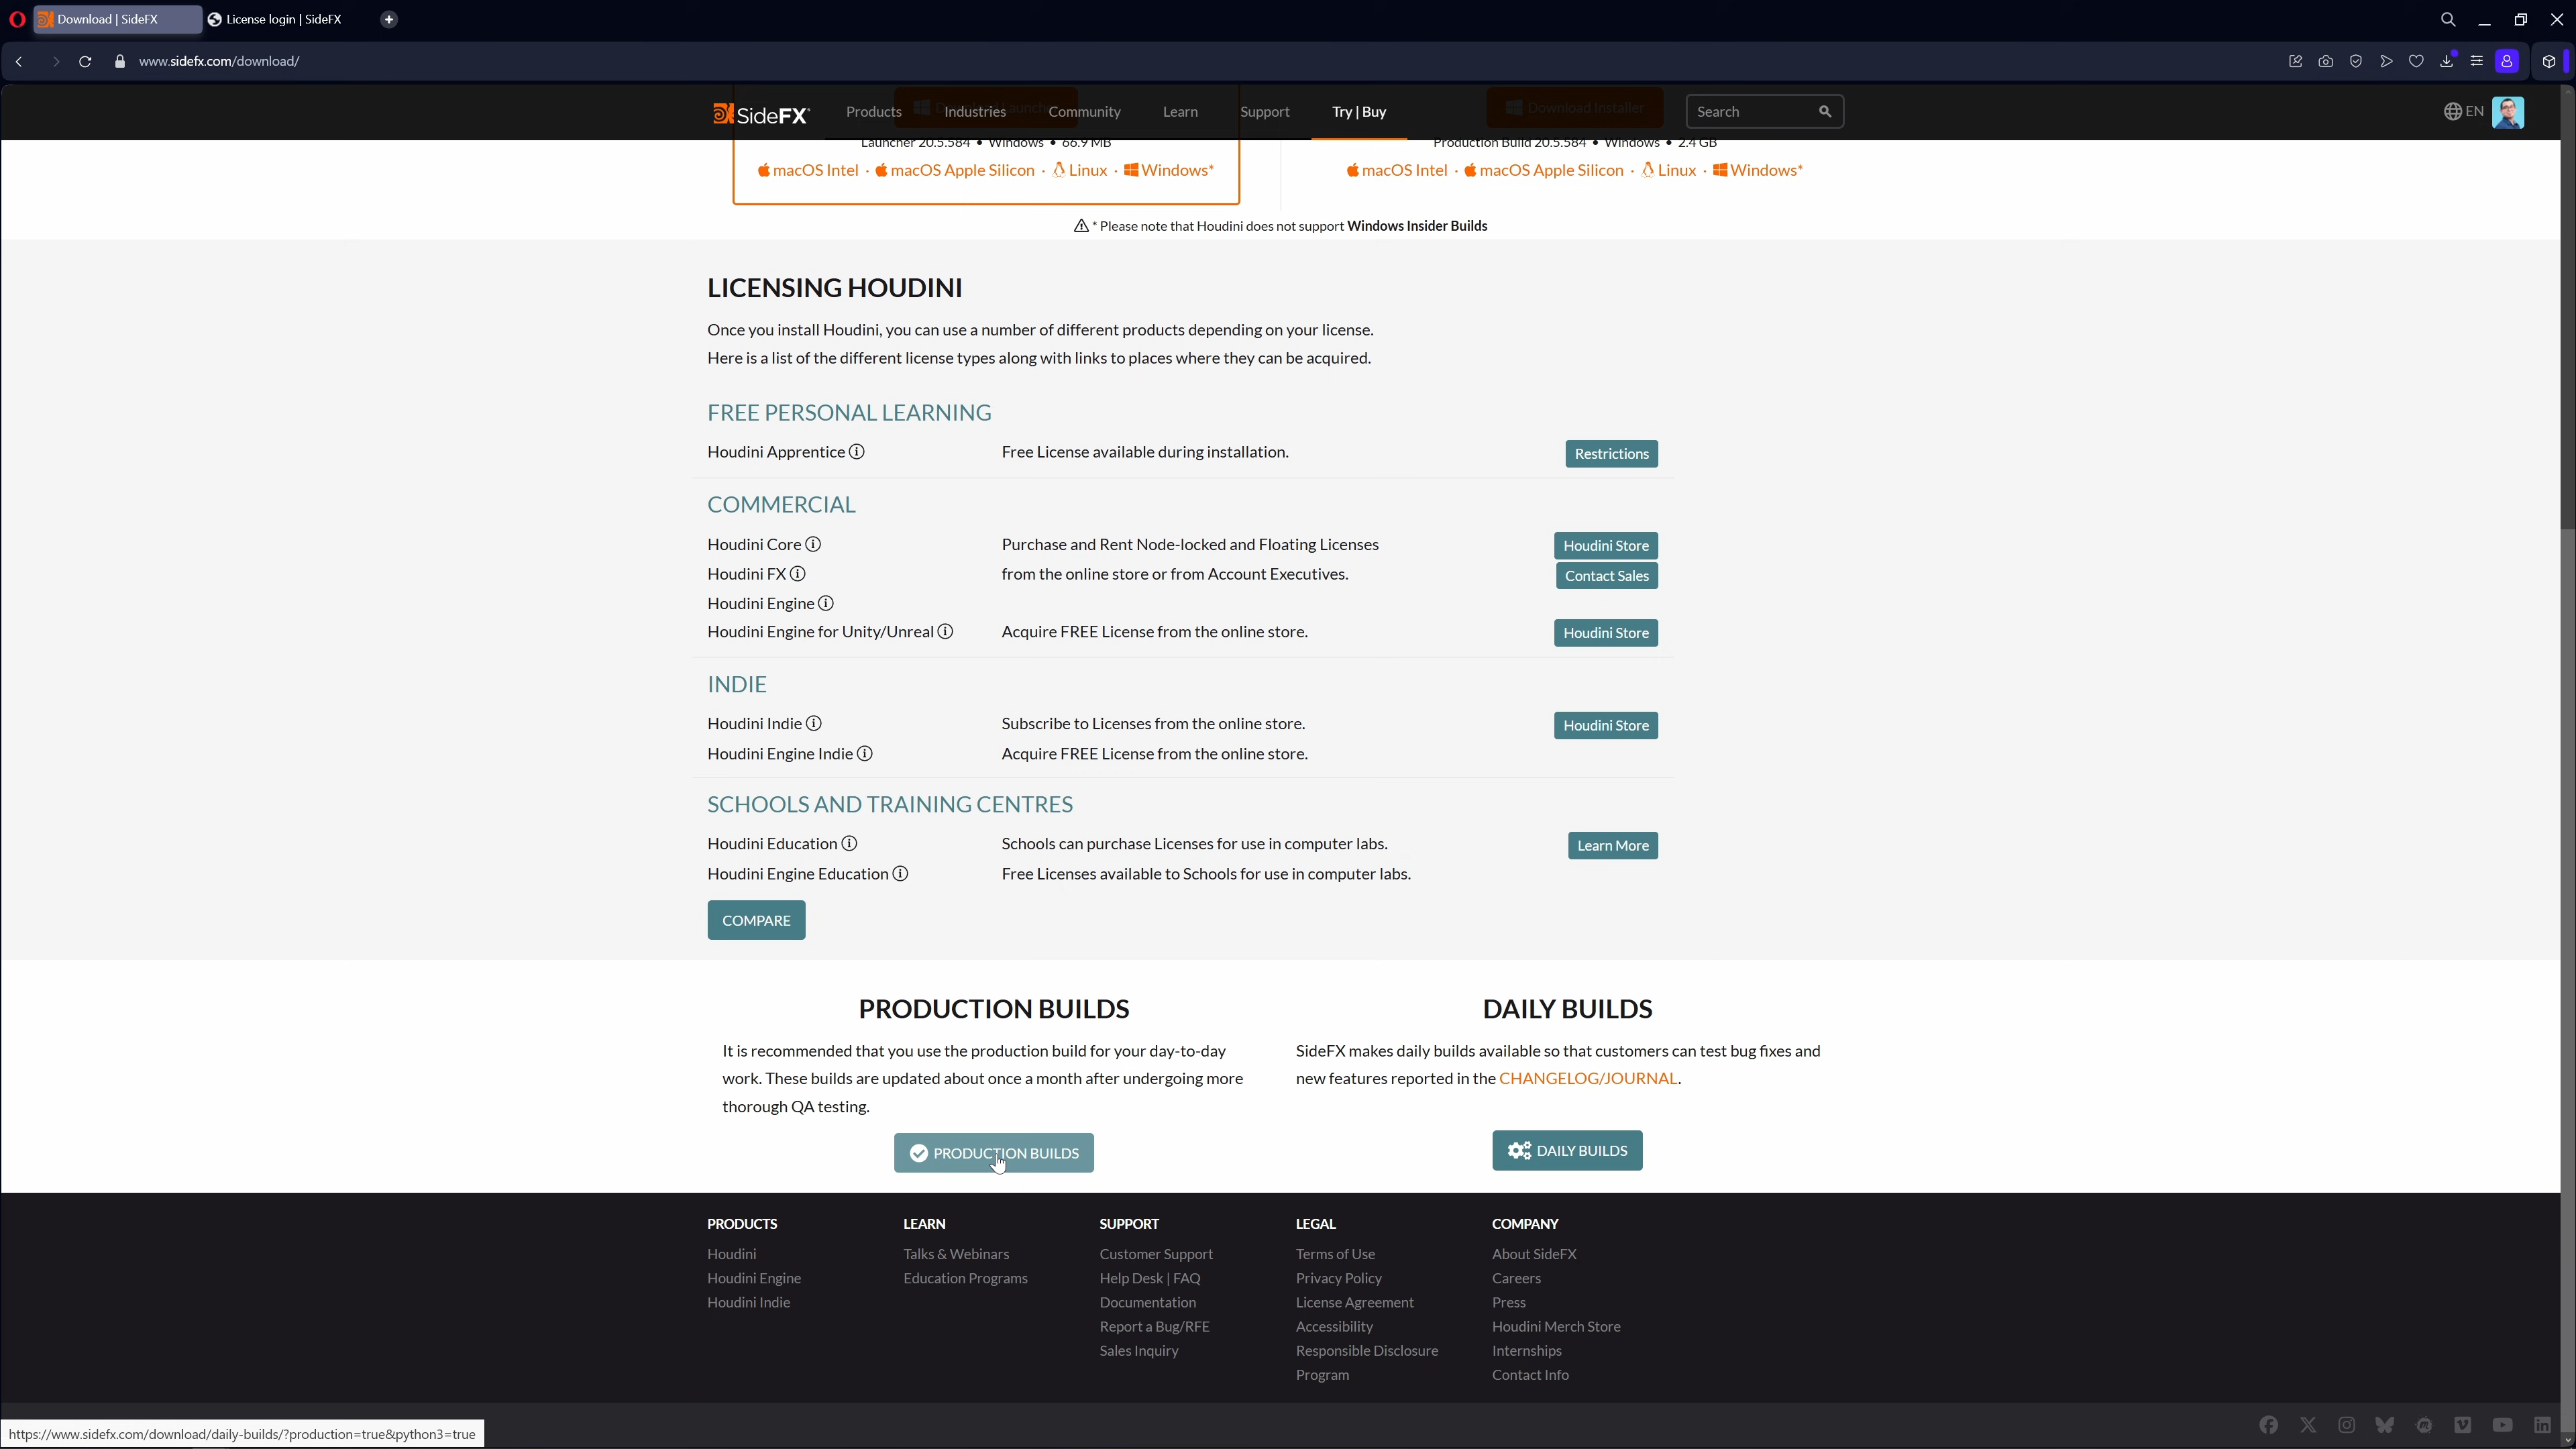 Download | SideFX
License login | SideFX
www.sidefx.com/download/
SideFX
Products
Industries
Community
Learn
Support
Try | Buy
Download Installer
Search
EN
Launcher 20.5.584 • Windows • 66.9 MB
Production Build 20.5.584 • Windows • 2.4 GB
macOS Intel · macOS Apple Silicon · Linux · Windows*
macOS Intel · macOS Apple Silicon · Linux · Windows*
* Please note that Houdini does not support Windows Insider Builds
LICENSING HOUDINI
Once you install Houdini, you can use a number of different products depending on your license.
Here is a list of the different license types along with links to places where they can be acquired.
FREE PERSONAL LEARNING
Houdini Apprentice
Free License available during installation.
Restrictions
COMMERCIAL
Houdini Core
Purchase and Rent Node-locked and Floating Licenses
Houdini Store
Houdini FX
from the online store or from Account Executives.
Contact Sales
Houdini Engine
Houdini Engine for Unity/Unreal
Acquire FREE License from the online store.
Houdini Store
INDIE
Houdini Indie
Subscribe to Licenses from the online store.
Houdini Store
Houdini Engine Indie
Acquire FREE License from the online store.
SCHOOLS AND TRAINING CENTRES
Houdini Education
Schools can purchase Licenses for use in computer labs.
Learn More
Houdini Engine Education
Free Licenses available to Schools for use in computer labs.
COMPARE
PRODUCTION BUILDS
It is recommended that you use the production build for your day-to-day
work. These builds are updated about once a month after undergoing more
thorough QA testing.
PRODUCTION BUILDS
DAILY BUILDS
SideFX makes daily builds available so that customers can test bug fixes and
new features reported in the CHANGELOG/JOURNAL.
DAILY BUILDS
PRODUCTS
Houdini
Houdini Engine
Houdini Indie
LEARN
Talks & Webinars
Education Programs
SUPPORT
Customer Support
Help Desk | FAQ
Documentation
Report a Bug/RFE
Sales Inquiry
LEGAL
Terms of Use
Privacy Policy
License Agreement
Accessibility
Responsible Disclosure
Program
COMPANY
About SideFX
Careers
Press
Houdini Merch Store
Internships
Contact Info
https://www.sidefx.com/download/daily-builds/?production=true&python3=true